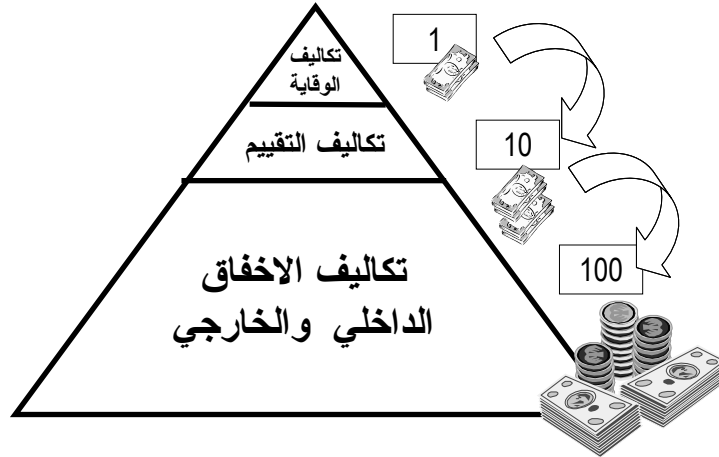 تكاليف
الوقاية
1
تكاليف التقييم
10
تكاليف الاخفاق
الداخلي والخارجي
100